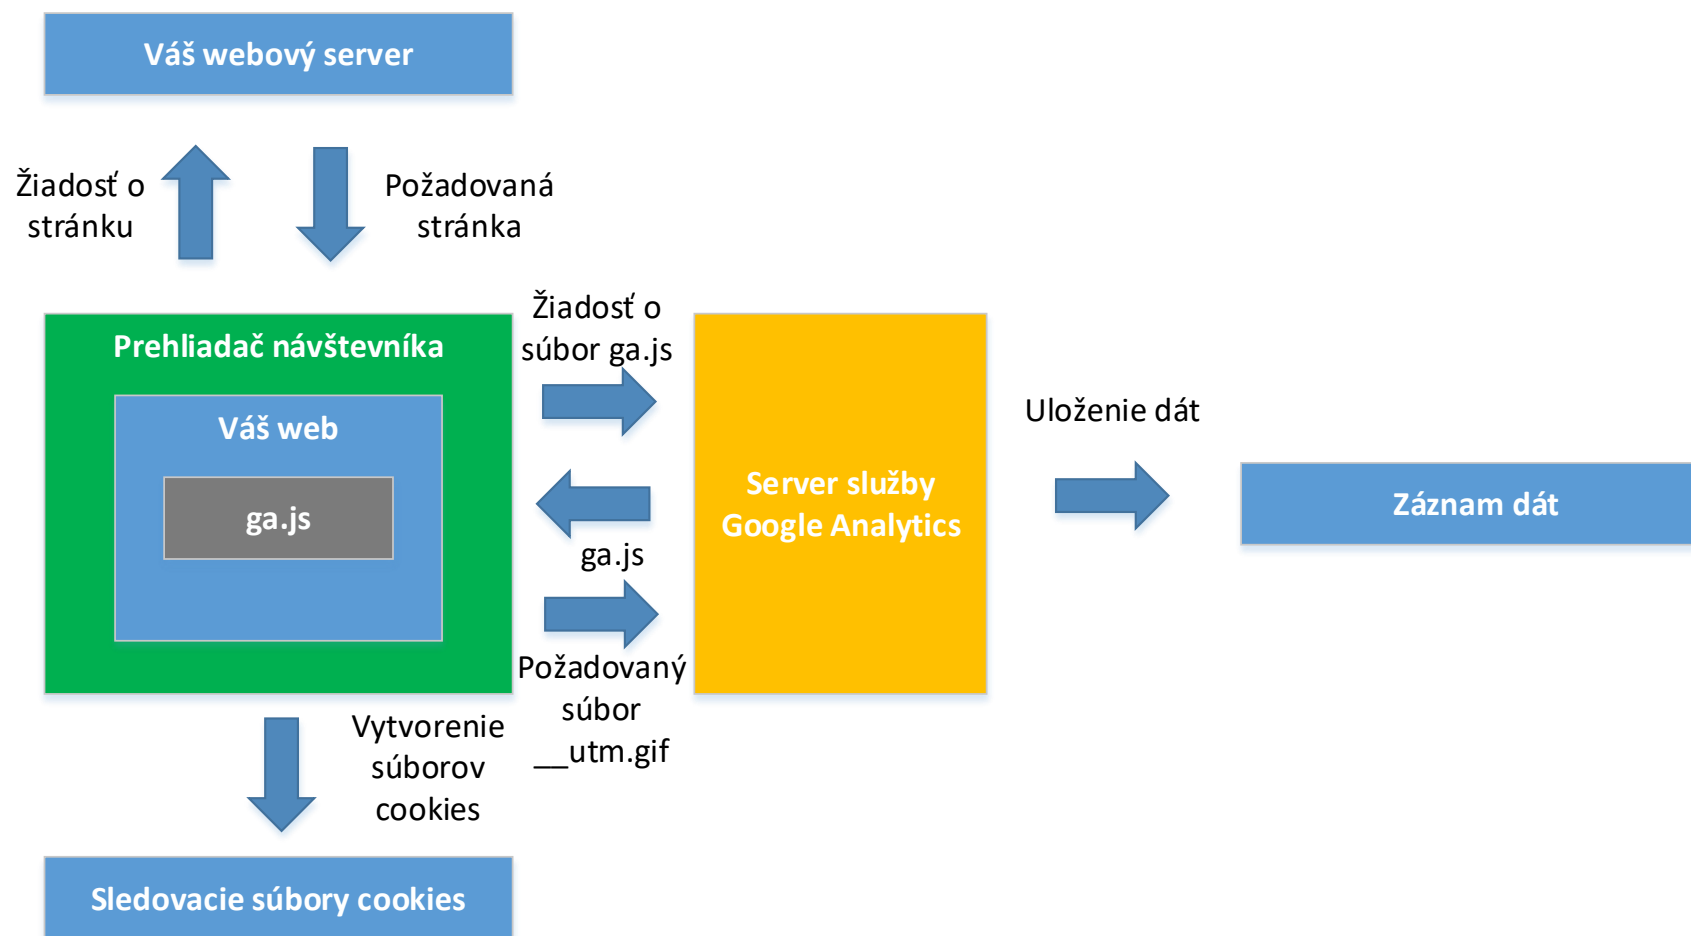 Váš webový server
Žiadosť o
stránku
Požadovaná
stránka
Prehliadač návštevníka
Váš web
ga.js
Žiadosť o
súbor ga.js
ga.js
Požadovaný
súbor
__utm.gif
Server služby
Google Analytics
Uloženie dát
Záznam dát
Vytvorenie
súborov
cookies
Sledovacie súbory cookies